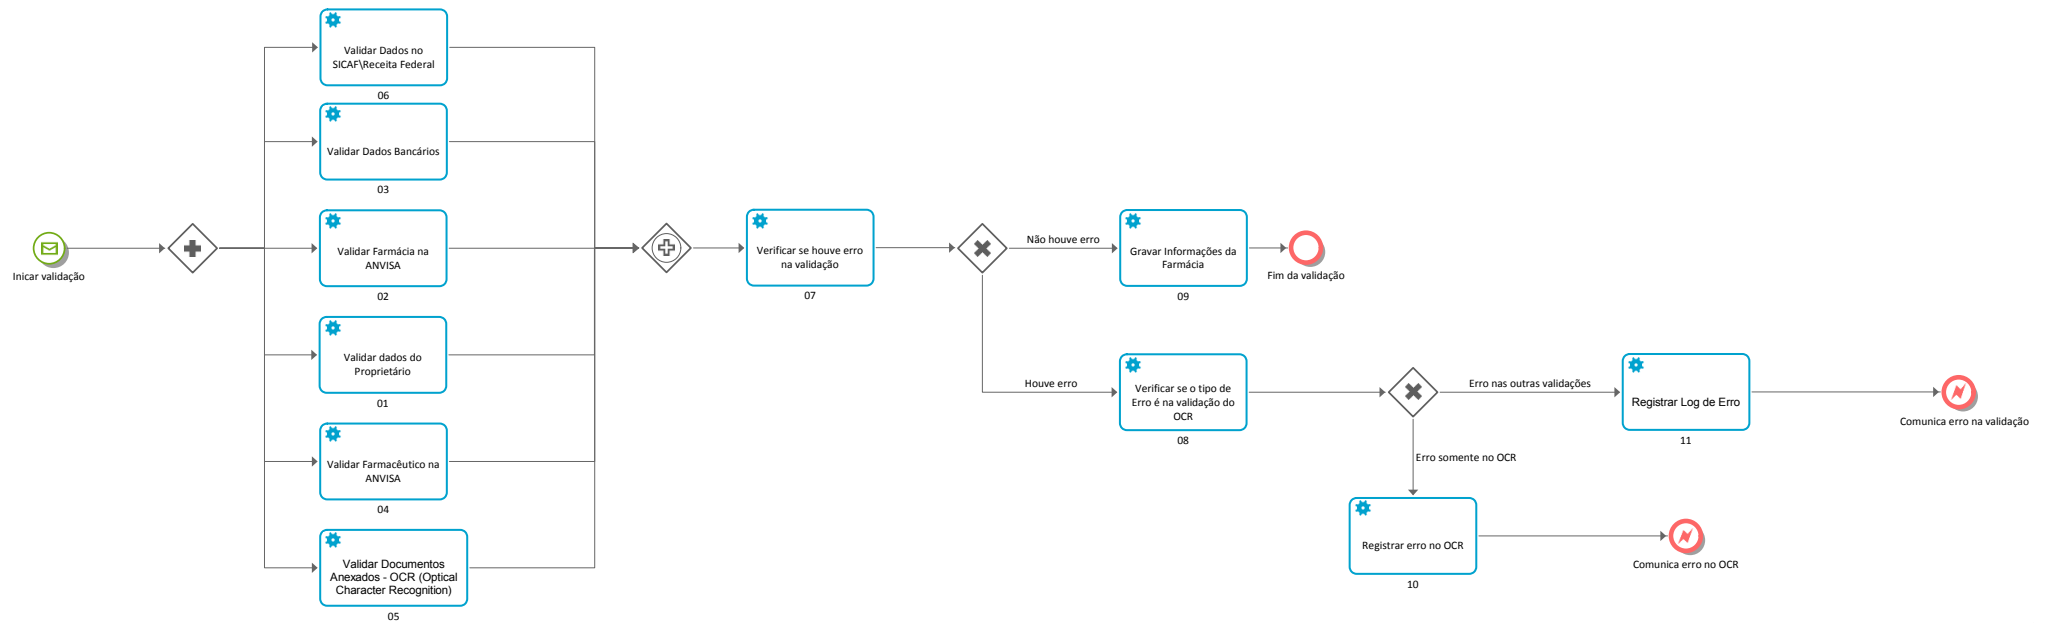 Validar Dados no
SICAF\Receita Federal
06
Validar Dados Bancários
03
Inicar validação
Validar Farmácia na
ANVISA
02
Validar dados do
Proprietário
01
Validar Farmacêutico na
ANVISA
04
Validar Documentos
Anexados - OCR (Optical
Character Recognition)
05
Verificar se houve erro
na validação
07
Não houve erro
Gravar Informações da
Farmácia
09
Fim da validação
Houve erro
Verificar se o tipo de
Erro é na validação do
OCR
08
Erro nas outras validações
Registrar Log de Erro
11
Comunica erro na validação
Erro somente no OCR
Registrar erro no OCR
10
Comunica erro no OCR